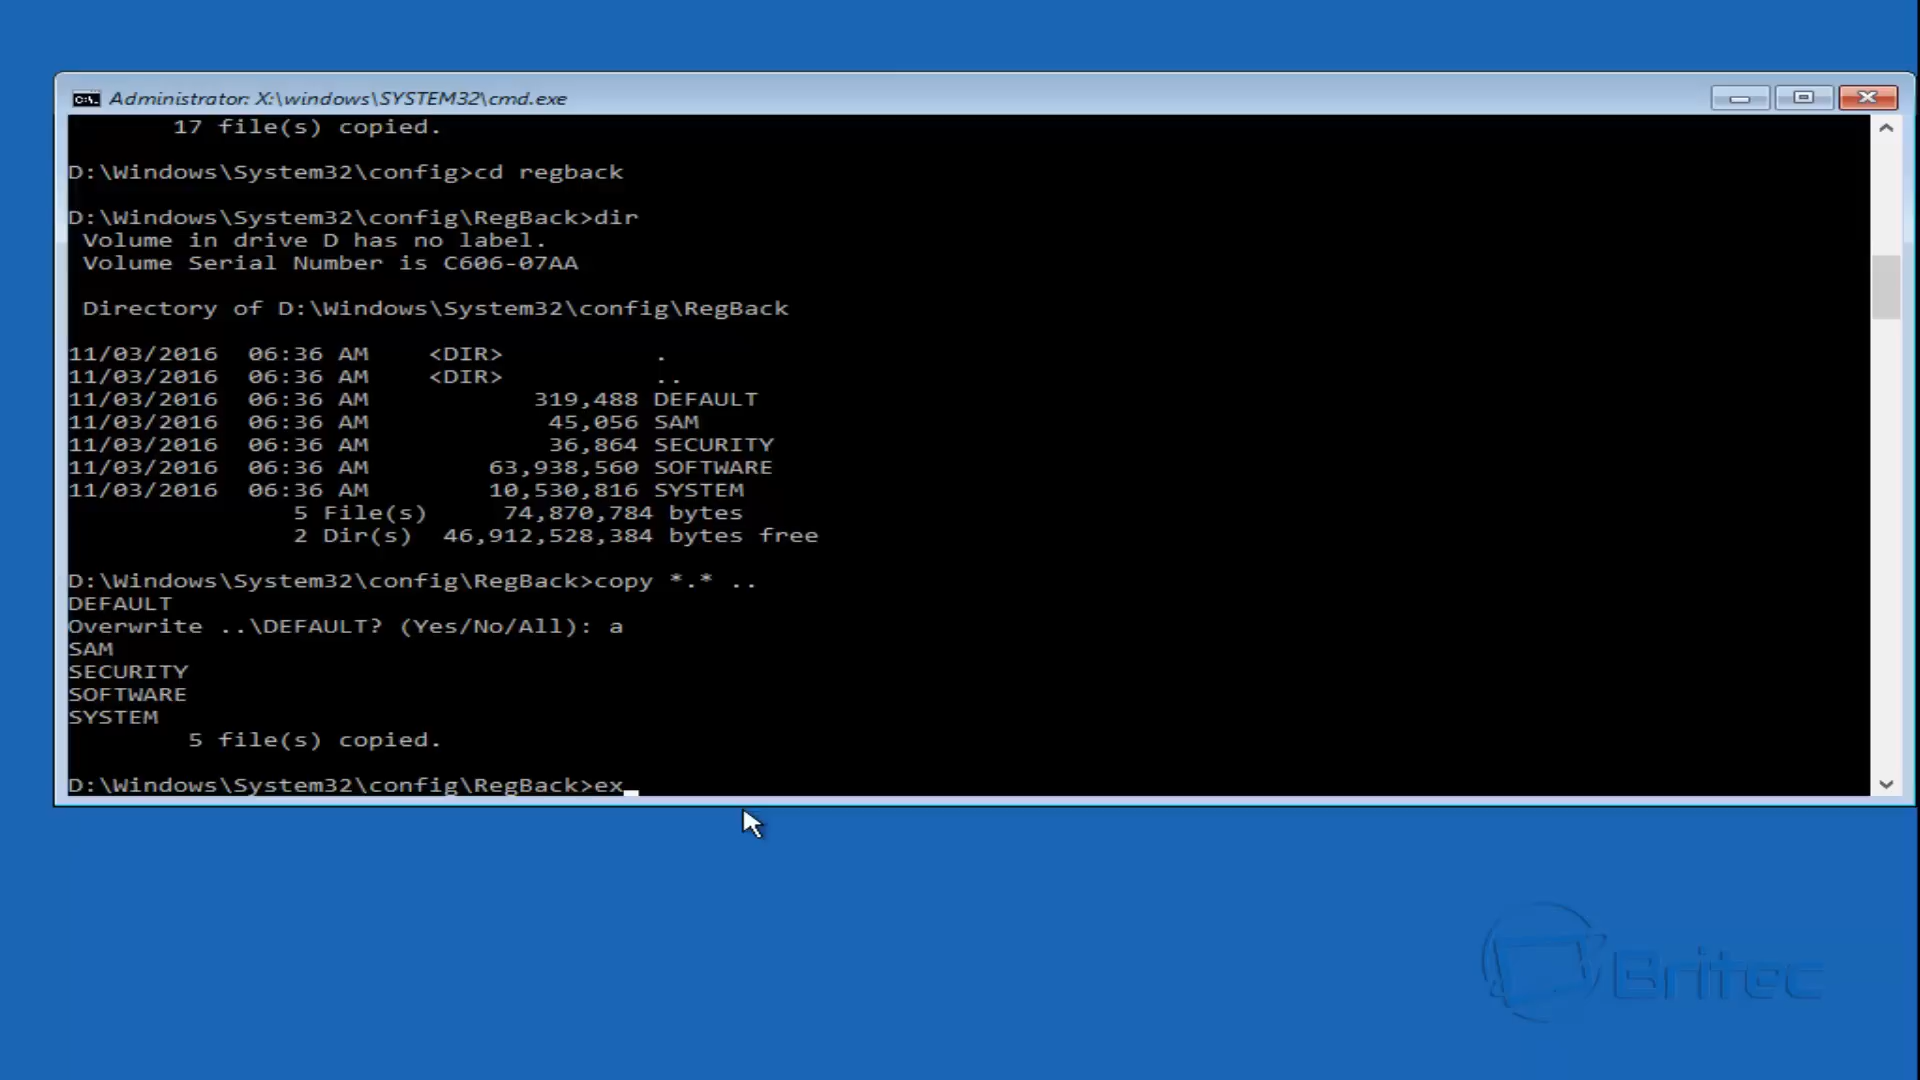 Administrator: X:\windows\SYSTEM32\cmd.exe
17 file(s) copied.
D:\Windows\System32\config>cd regback
D:\Windows\System32\config\RegBack>dir
Volume in drive D has no label.
Volume Serial Number is C606-07AA
Directory of D:\Windows\System32\config\RegBack
11/03/2016  06:36 AM    <DIR>          .
11/03/2016  06:36 AM    <DIR>          ..
11/03/2016  06:36 AM           319,488 DEFAULT
11/03/2016  06:36 AM            45,056 SAM
11/03/2016  06:36 AM            36,864 SECURITY
11/03/2016  06:36 AM        63,938,560 SOFTWARE
11/03/2016  06:36 AM        10,530,816 SYSTEM
5 File(s)     74,870,784 bytes
2 Dir(s)  46,912,528,384 bytes free
D:\Windows\System32\config\RegBack>copy *.* ..
DEFAULT
Overwrite ..\DEFAULT? (Yes/No/All): a
SAM
SECURITY
SOFTWARE
SYSTEM
5 file(s) copied.
D:\Windows\System32\config\RegBack>ex
Britec